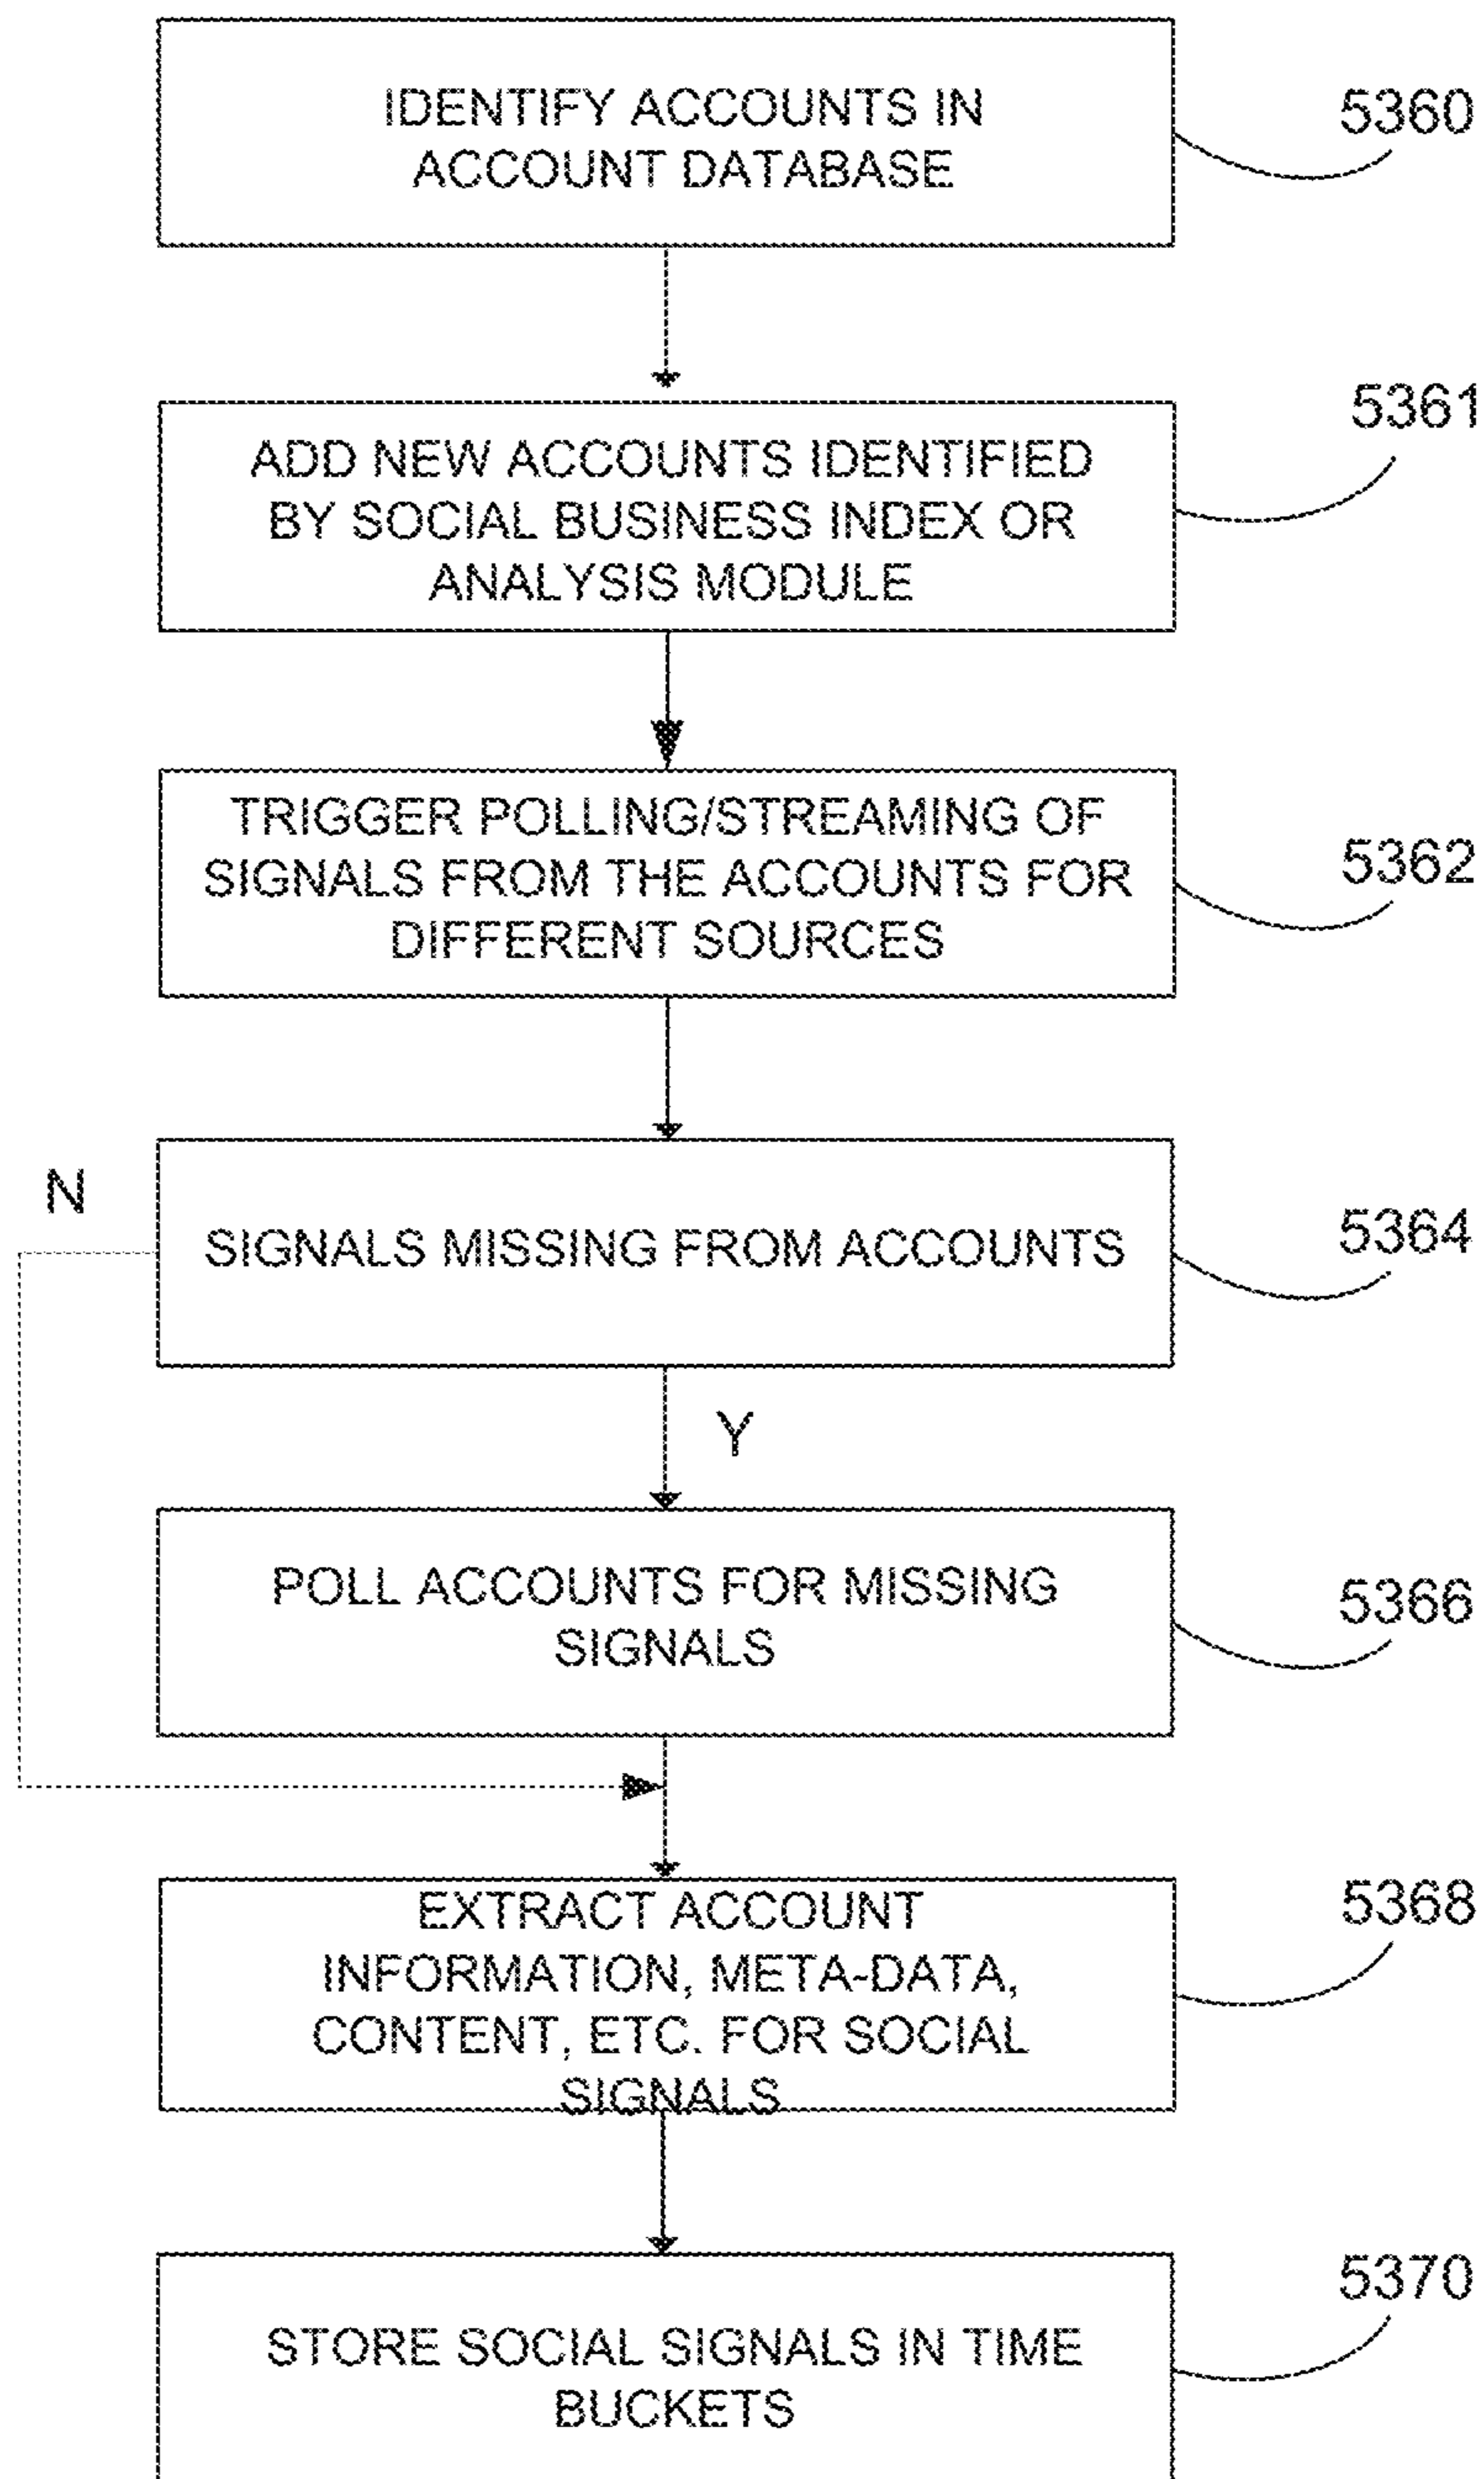 IDENTIFY ACCOUNTS IN
ACCOUNT DATABASE
5360
ADD NEW ACCOUNTS IDENTIFIED
BY SOCIAL BUSINESS INDEX OR
ANALYSIS MODULE
5361
TRIGGER POLLING/STREAMING OF
SIGNALS FROM THE ACCOUNTS FOR
DIFFERENT SOURCES
5362
N
SIGNALS MISSING FROM ACCOUNTS
5364
Y
POLL ACCOUNTS FOR MISSING
SIGNALS
5366
EXTRACT ACCOUNT
INFORMATION, META-DATA,
CONTENT, ETC. FOR SOCIAL
SIGNALS
5368
STORE SOCIAL SIGNALS IN TIME
BUCKETS
5370